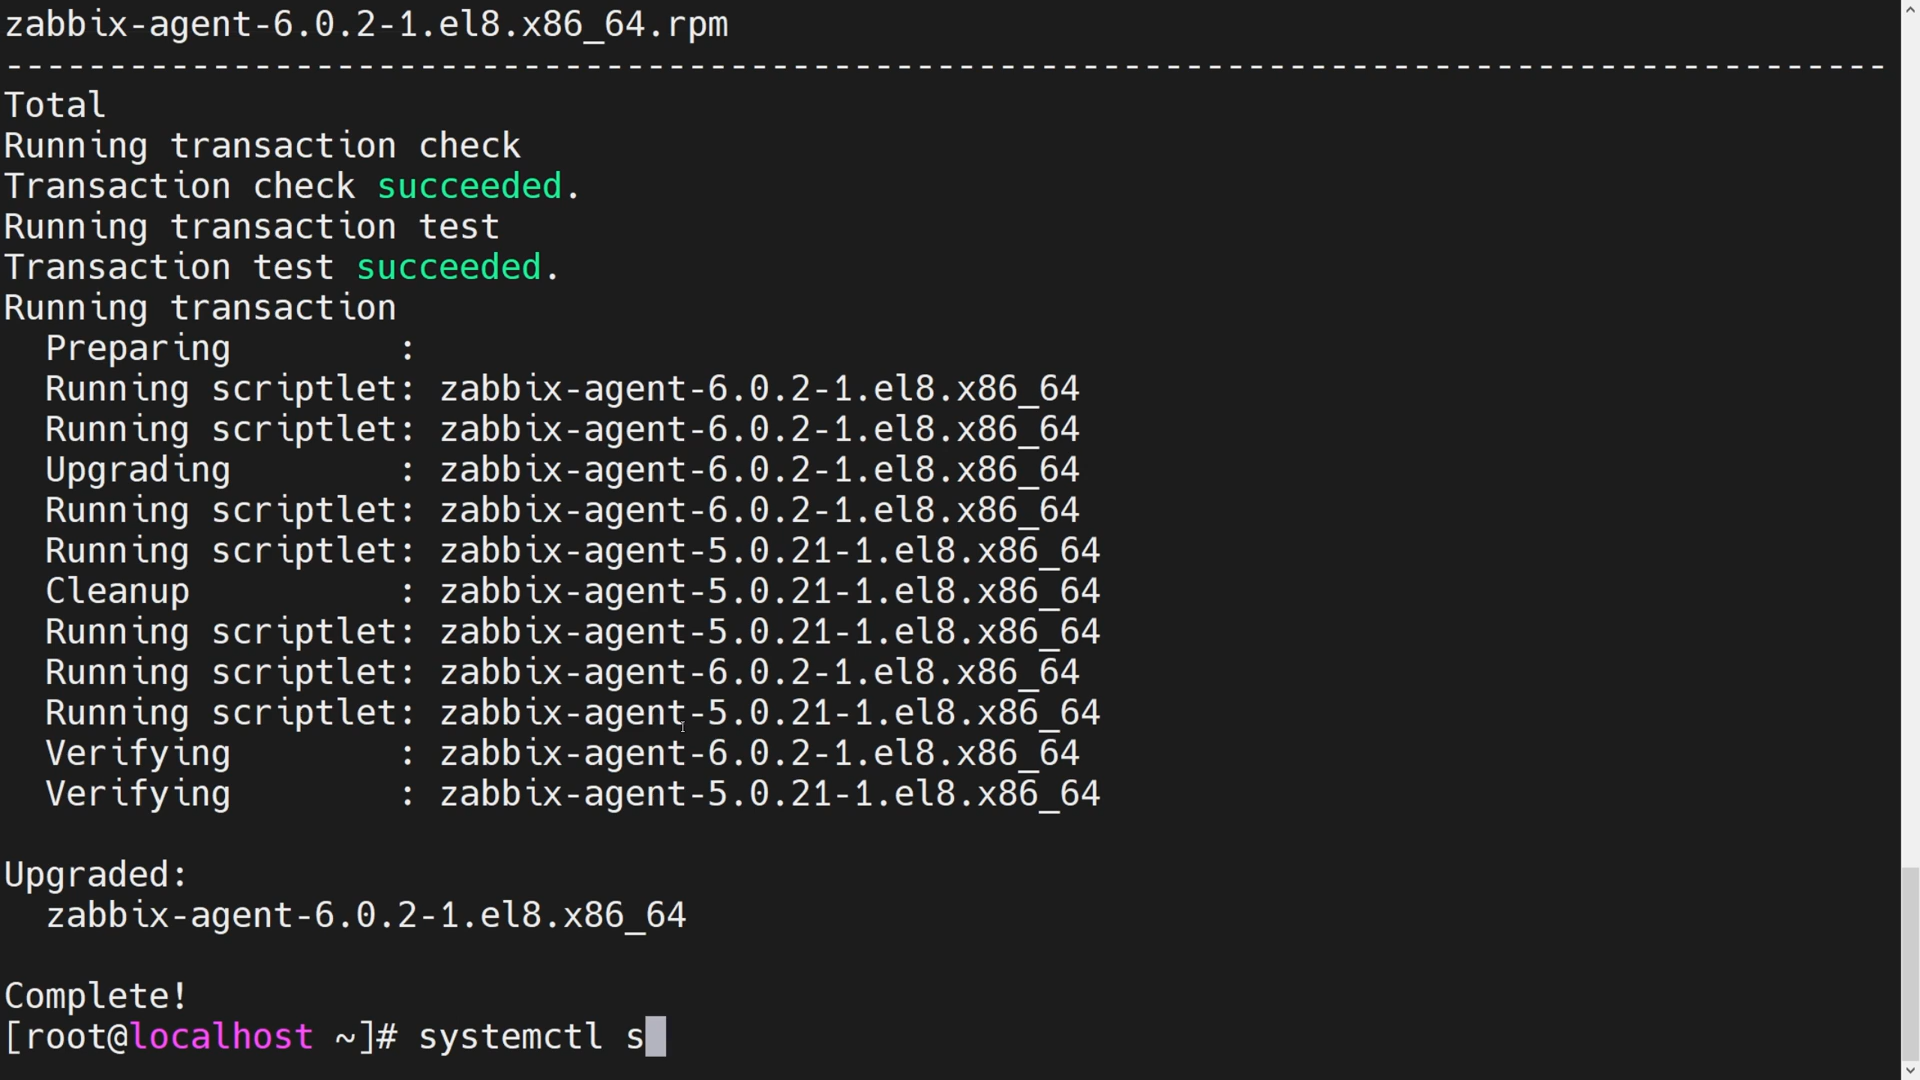 zabbix-agent-6.0.2-1.el8.x86_64.rpm
-------------------------------------------------------------------------------------------
Total
Running transaction check
Transaction check succeeded.
Running transaction test
Transaction test succeeded.
Running transaction
  Preparing        :
  Running scriptlet: zabbix-agent-6.0.2-1.el8.x86_64
  Running scriptlet: zabbix-agent-6.0.2-1.el8.x86_64
  Upgrading        : zabbix-agent-6.0.2-1.el8.x86_64
  Running scriptlet: zabbix-agent-6.0.2-1.el8.x86_64
  Running scriptlet: zabbix-agent-5.0.21-1.el8.x86_64
  Cleanup          : zabbix-agent-5.0.21-1.el8.x86_64
  Running scriptlet: zabbix-agent-5.0.21-1.el8.x86_64
  Running scriptlet: zabbix-agent-6.0.2-1.el8.x86_64
  Running scriptlet: zabbix-agent-5.0.21-1.el8.x86_64
  Verifying        : zabbix-agent-6.0.2-1.el8.x86_64
  Verifying        : zabbix-agent-5.0.21-1.el8.x86_64
Upgraded:
  zabbix-agent-6.0.2-1.el8.x86_64
Complete!
[root@localhost ~]# systemctl s